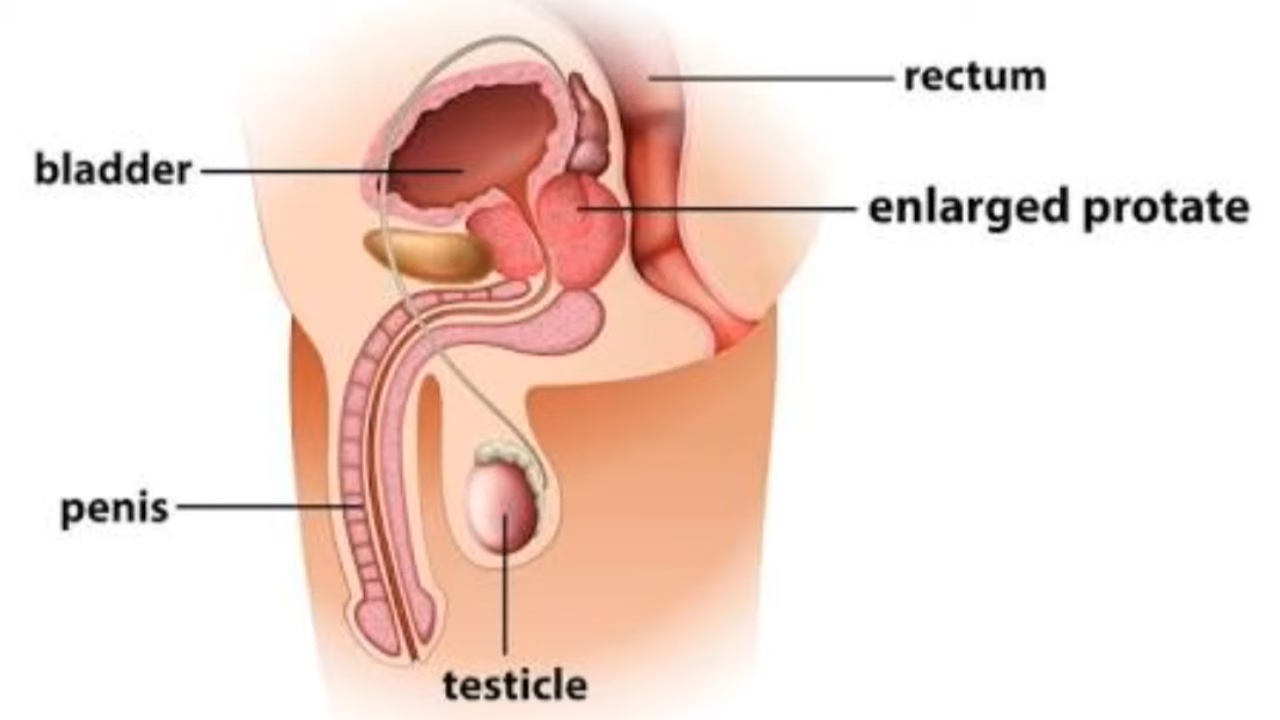 rectum
bladder
enlarged protate
penis
testicle